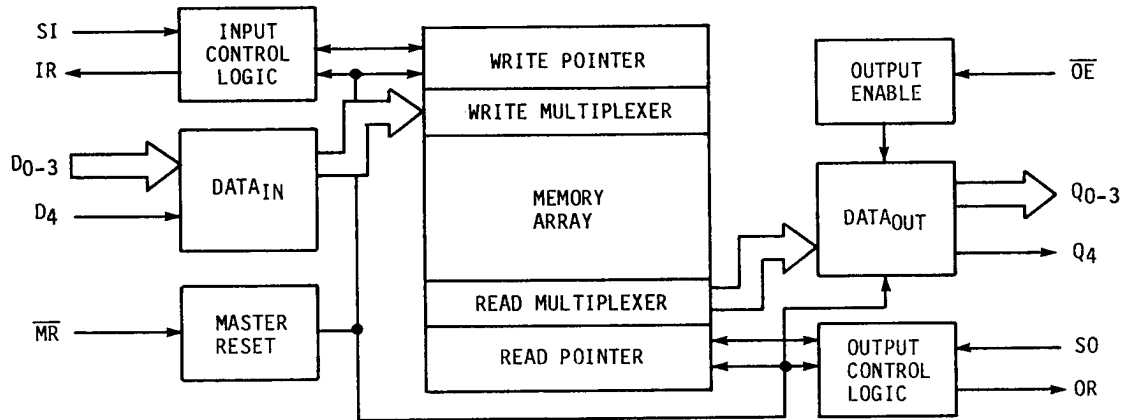 SI
IR
INPUT
CONTROL
LOGIC
WRITE POINTER
WRITE MULTIPLEXER
OUTPUT
ENABLE
OE
D0-3
D4
DATAIN
MEMORY
ARRAY
DATAOUT
Q0-3
Q4
READ MULTIPLEXER
MR
MASTER
RESET
READ POINTER
OUTPUT
CONTROL
LOGIC
SO
OR